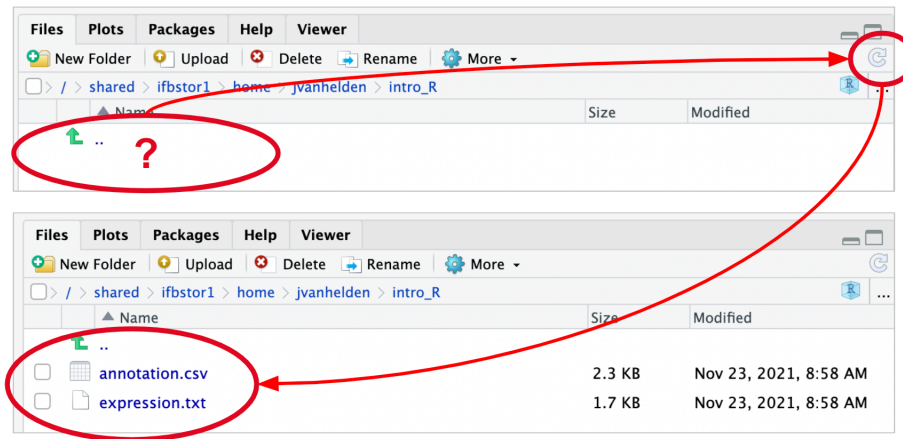 Files Plots Packages Help Viewer
New Folder Upload Delete Rename More
/ > shared > ifbstor1 > home > jvanhelden > intro_R R ...
Name Size Modified
.. ?
Files Plots Packages Help Viewer
New Folder Upload Delete Rename More
/ > shared > ifbstor1 > home > jvanhelden > intro_R R ...
Name Size Modified
..
annotation.csv 2.3 KB Nov 23, 2021, 8:58 AM
expression.txt 1.7 KB Nov 23, 2021, 8:58 AM